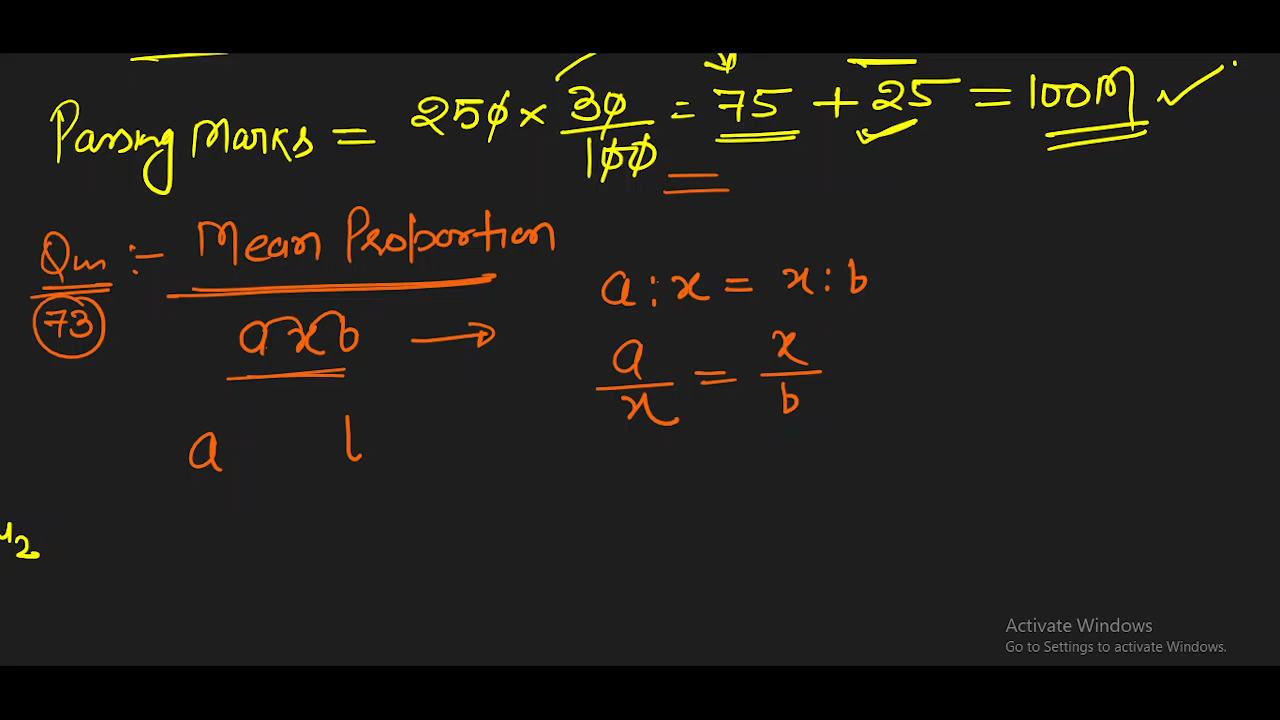 Passing Marks = 250 × 30/100 = 75 + 25 = 100M ✓
Qus :- Mean Proportion
73
a x b →
a : x = x : b
a/x = x/b
a l
Activate Windows
Go to Settings to activate Windows.